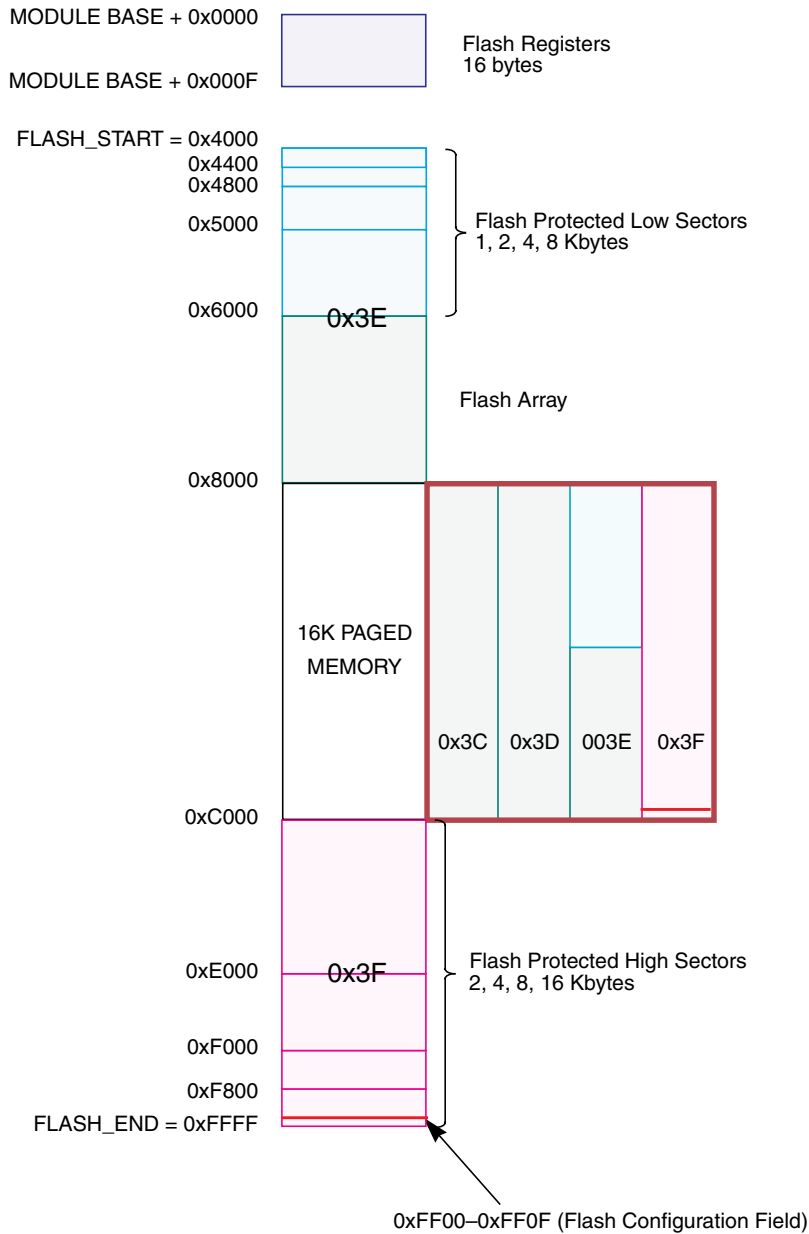 MODULE BASE + 0x0000
Flash Registers
16 bytes
MODULE BASE + 0x000F
FLASH_START = 0x4000
0x4400
0x4800
0x5000
Flash Protected Low Sectors
1, 2, 4, 8 Kbytes
0x6000
0x3E
Flash Array
0x8000
16K PAGED
MEMORY
0x3C
0x3D
003E
0x3F
0xC000
0xE000
0x3F
Flash Protected High Sectors
2, 4, 8, 16 Kbytes
0xF000
0xF800
FLASH_END = 0xFFFF
0xFF00–0xFF0F (Flash Configuration Field)